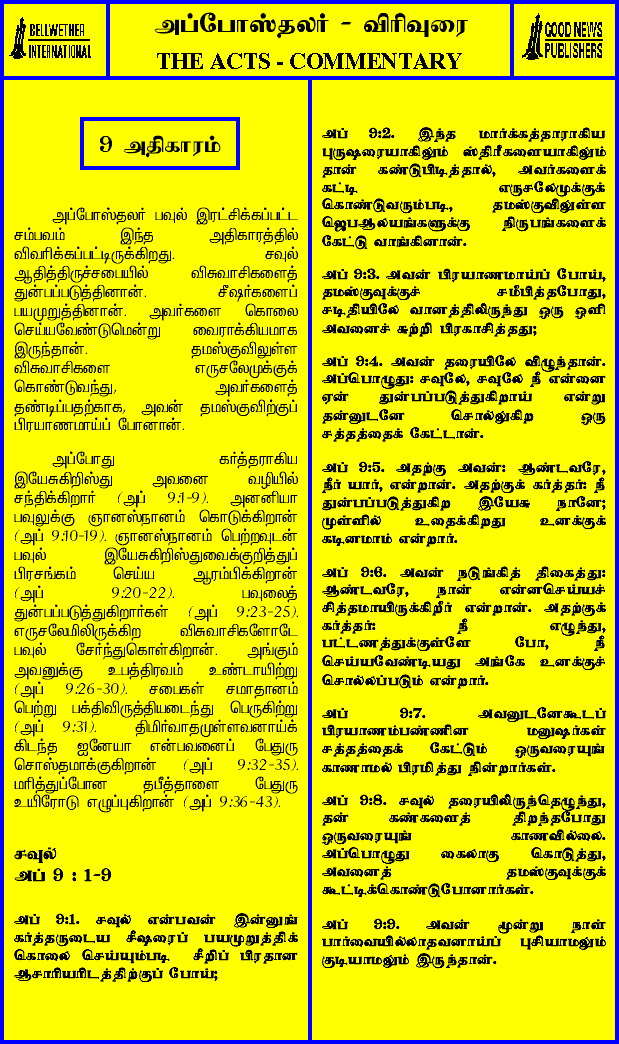 BELLWETHER
INTERNATIONAL
அப்போஸ்தலர் - விரிவுரை
THE ACTS - COMMENTARY
GOOD NEWS
PUBLISHERS
9 அதிகாரம்
அப்போஸ்தலர் பவுல் இரட்சிக்கப்பட்ட
சம்பவம் இந்த அதிகாரத்தில்
விவரிக்கப்பட்டிருக்கிறது. சவுல்
ஆதித்திருச்சபையில் விசுவாசிகளைத்
துன்பப்படுத்தினான். சீஷர்களைப்
பயமுறுத்தினான். அவர்களை கொலை
செய்யவேண்டுமென்று வைராக்கியமாக
இருந்தான். தமஸ்குவிலுள்ள
விசுவாசிகளை எருசலேமுக்குக்
கொண்டுவந்து, அவர்களைத்
தண்டிப்பதற்காக, அவன் தமஸ்குவிற்குப்
பிரயாணமாய்ப் போனான்.
அப்போது கர்த்தராகிய
இயேசுகிறிஸ்து அவனை வழியில்
சந்திக்கிறார் (அப் 9:1-9). அனனியா
பவுலுக்கு ஞானஸ்நானம் கொடுக்கிறான்
(அப் 9:10-19). ஞானஸ்நானம் பெற்றவுடன்
பவுல் இயேசுகிறிஸ்துவைக்குறித்துப்
பிரசங்கம் செய்ய ஆரம்பிக்கிறான்
(அப் 9:20-22). பவுலைத்
துன்பப்படுத்துகிறார்கள் (அப் 9:23-25).
எருசலேமிலிருக்கிற விசுவாசிகளோடே
பவுல் சேர்ந்துகொள்கிறான். அங்கும்
அவனுக்கு உபத்திரவம் உண்டாயிற்று
(அப் 9:26-30). சபைகள் சமாதானம்
பெற்று பக்திவிருத்தியடைந்து பெருகிற்று
(அப் 9:31). திமிர்வாதமுள்ளவனாய்க்
கிடந்த ஐனேயா என்பவனைப் பேதுரு
சொஸ்தமாக்குகிறான் (அப் 9:32-35).
மரித்துப்போன தபீத்தாளை பேதுரு
உயிரோடு எழுப்புகிறான் (அப் 9:36-43).
சவுல்
அப் 9 : 1-9
அப் 9:1. சவுல் என்பவன் இன்னுங்
கர்த்தருடைய சீஷரைப் பயமுறுத்திக்
கொலை செய்யும்படி சீறிப் பிரதான
ஆசாரியரிடத்திற்குப் போய்;
அப் 9:2. இந்த மார்க்கத்தாராகிய
புருஷரையாகிலும் ஸ்திரீகளையாகிலும்
தான் கண்டுபிடித்தால், அவர்களைக்
கட்டி எருசலேமுக்குக்
கொண்டுவரும்படி, தமஸ்குவிலுள்ள
ஜெபஆலயங்களுக்கு நிருபங்களைக்
கேட்டு வாங்கினான்.
அப் 9:3. அவன் பிரயாணமாய்ப் போய்,
தமஸ்குவுக்குச் சமீபித்தபோது,
சடிதியிலே வானத்திலிருந்து ஒரு ஒளி
அவனைச் சுற்றி பிரகாசித்தது;
அப் 9:4. அவன் தரையிலே விழுந்தான்.
அப்பொழுது: சவுலே, சவுலே நீ என்னை
ஏன் துன்பப்படுத்துகிறாய் என்று
தன்னுடனே சொல்லுகிற ஒரு
சத்தத்தைக் கேட்டான்.
அப் 9:5. அதற்கு அவன்: ஆண்டவரே,
நீர் யார், என்றான். அதற்குக் கர்த்தர்: நீ
துன்பப்படுத்துகிற இயேசு நானே;
முள்ளில் உதைக்கிறது உனக்குக்
கடினமாம் என்றார்.
அப் 9:6. அவன் நடுங்கித் திகைத்து:
ஆண்டவரே, நான் என்னசெய்யச்
சித்தமாயிருக்கிறீர் என்றான். அதற்குக்
கர்த்தர்: நீ எழுந்து,
பட்டணத்துக்குள்ளே போ, நீ
செய்யவேண்டியது அங்கே உனக்குச்
சொல்லப்படும் என்றார்.
அப் 9:7. அவனுடனேகூடப்
பிரயாணம்பண்ணின மனுஷர்கள்
சத்தத்தைக் கேட்டும் ஒருவரையுங்
காணாமல் பிரமித்து நின்றார்கள்.
அப் 9:8. சவுல் தரையிலிருந்தெழுந்து,
தன் கண்களைத் திறந்தபோது
ஒருவரையுங் காணவில்லை.
அப்பொழுது கைலாகு கொடுத்து,
அவனைத் தமஸ்குவுக்குக்
கூட்டிக்கொண்டுபோனார்கள்.
அப் 9:9. அவன் மூன்று நாள்
பார்வையில்லாதவனாய்ப் புசியாமலும்
குடியாமலும் இருந்தான்.